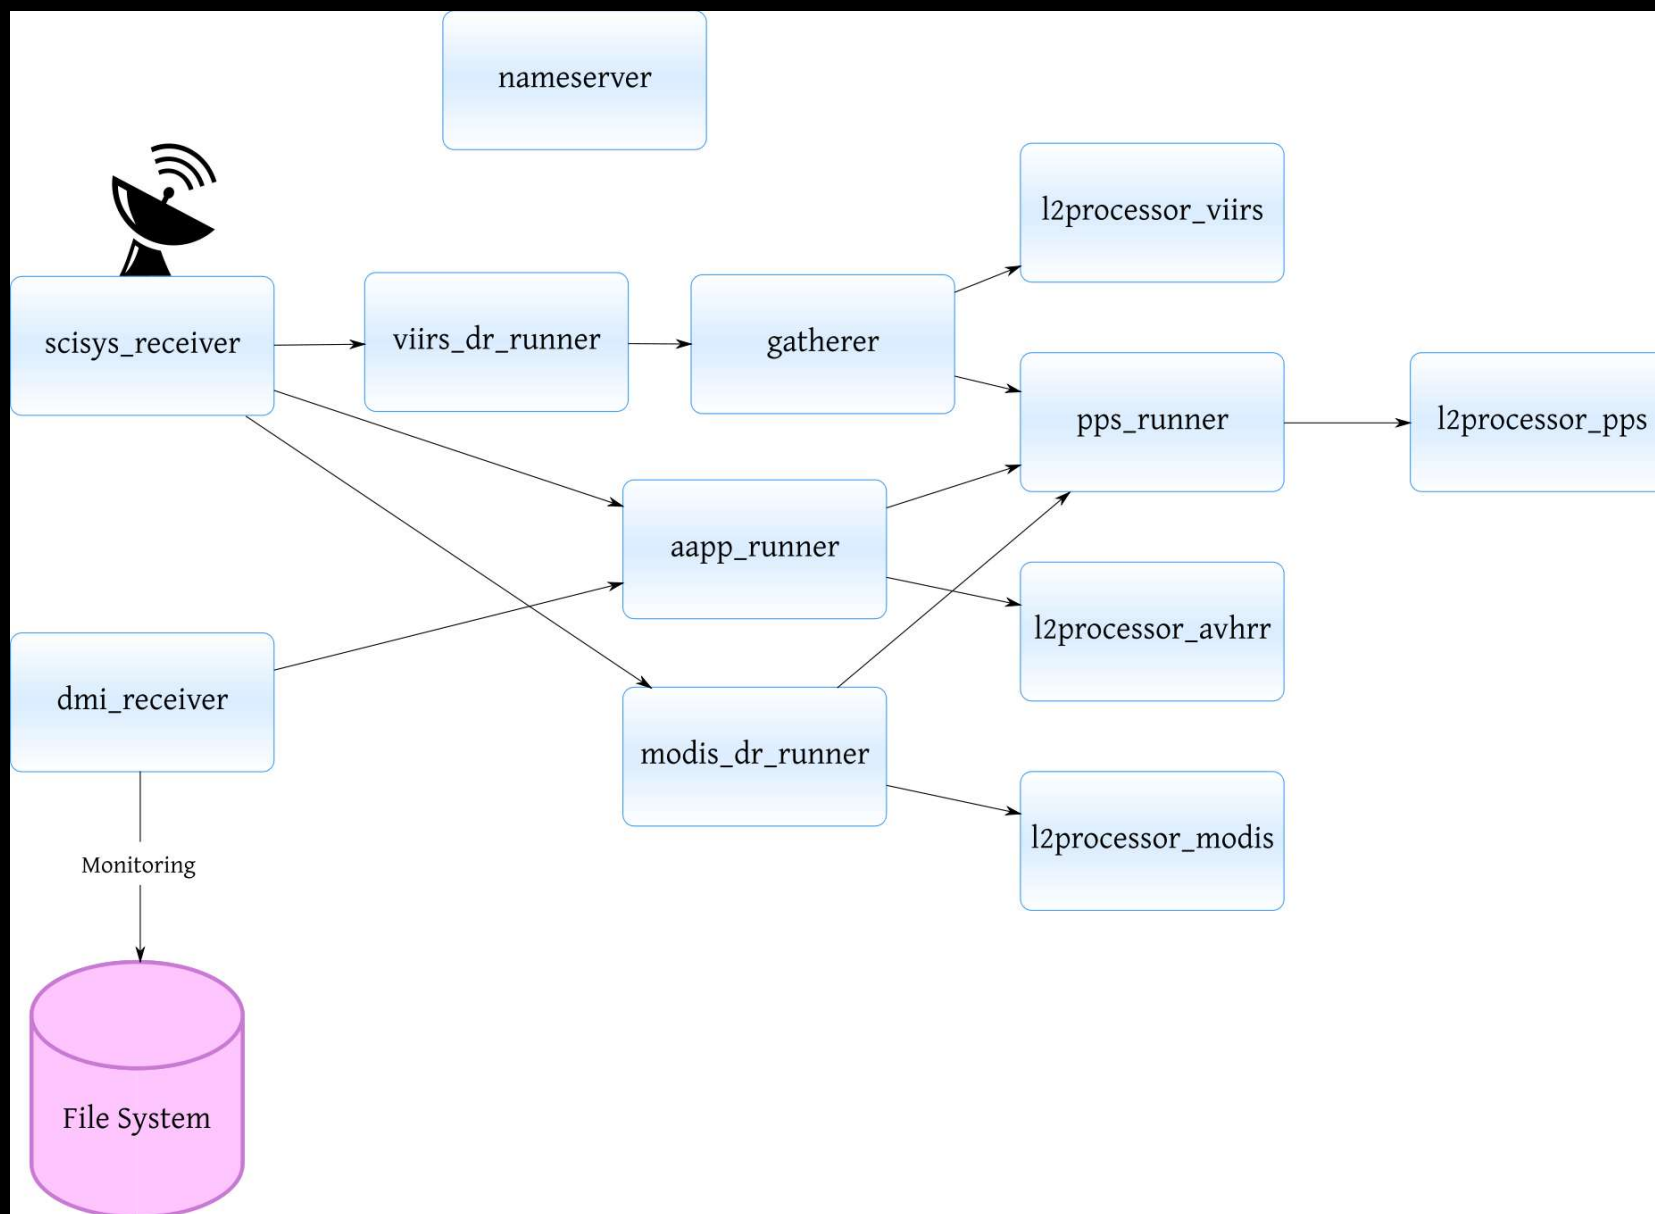 nameserver
l2processor_viirs
scisys_receiver
viirs_dr_runner
gatherer
pps_runner
l2processor_pps
aapp_runner
l2processor_avhrr
dmi_receiver
modis_dr_runner
l2processor_modis
Monitoring
File System